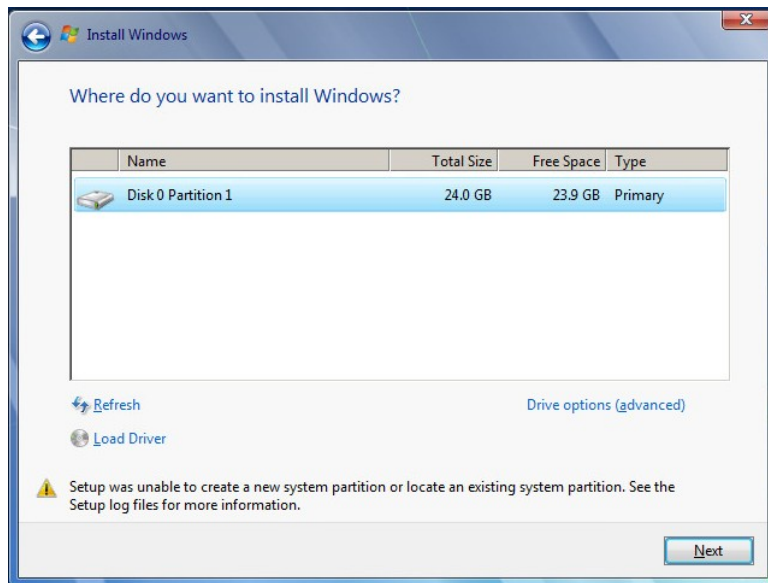 Install Windows
Where do you want to install Windows?
Name Total Size Free Space Type
Disk 0 Partition 1 24.0 GB 23.9 GB Primary
Refresh Drive options (advanced)
Load Driver
Setup was unable to create a new system partition or locate an existing system partition. See the
Setup log files for more information.
Next